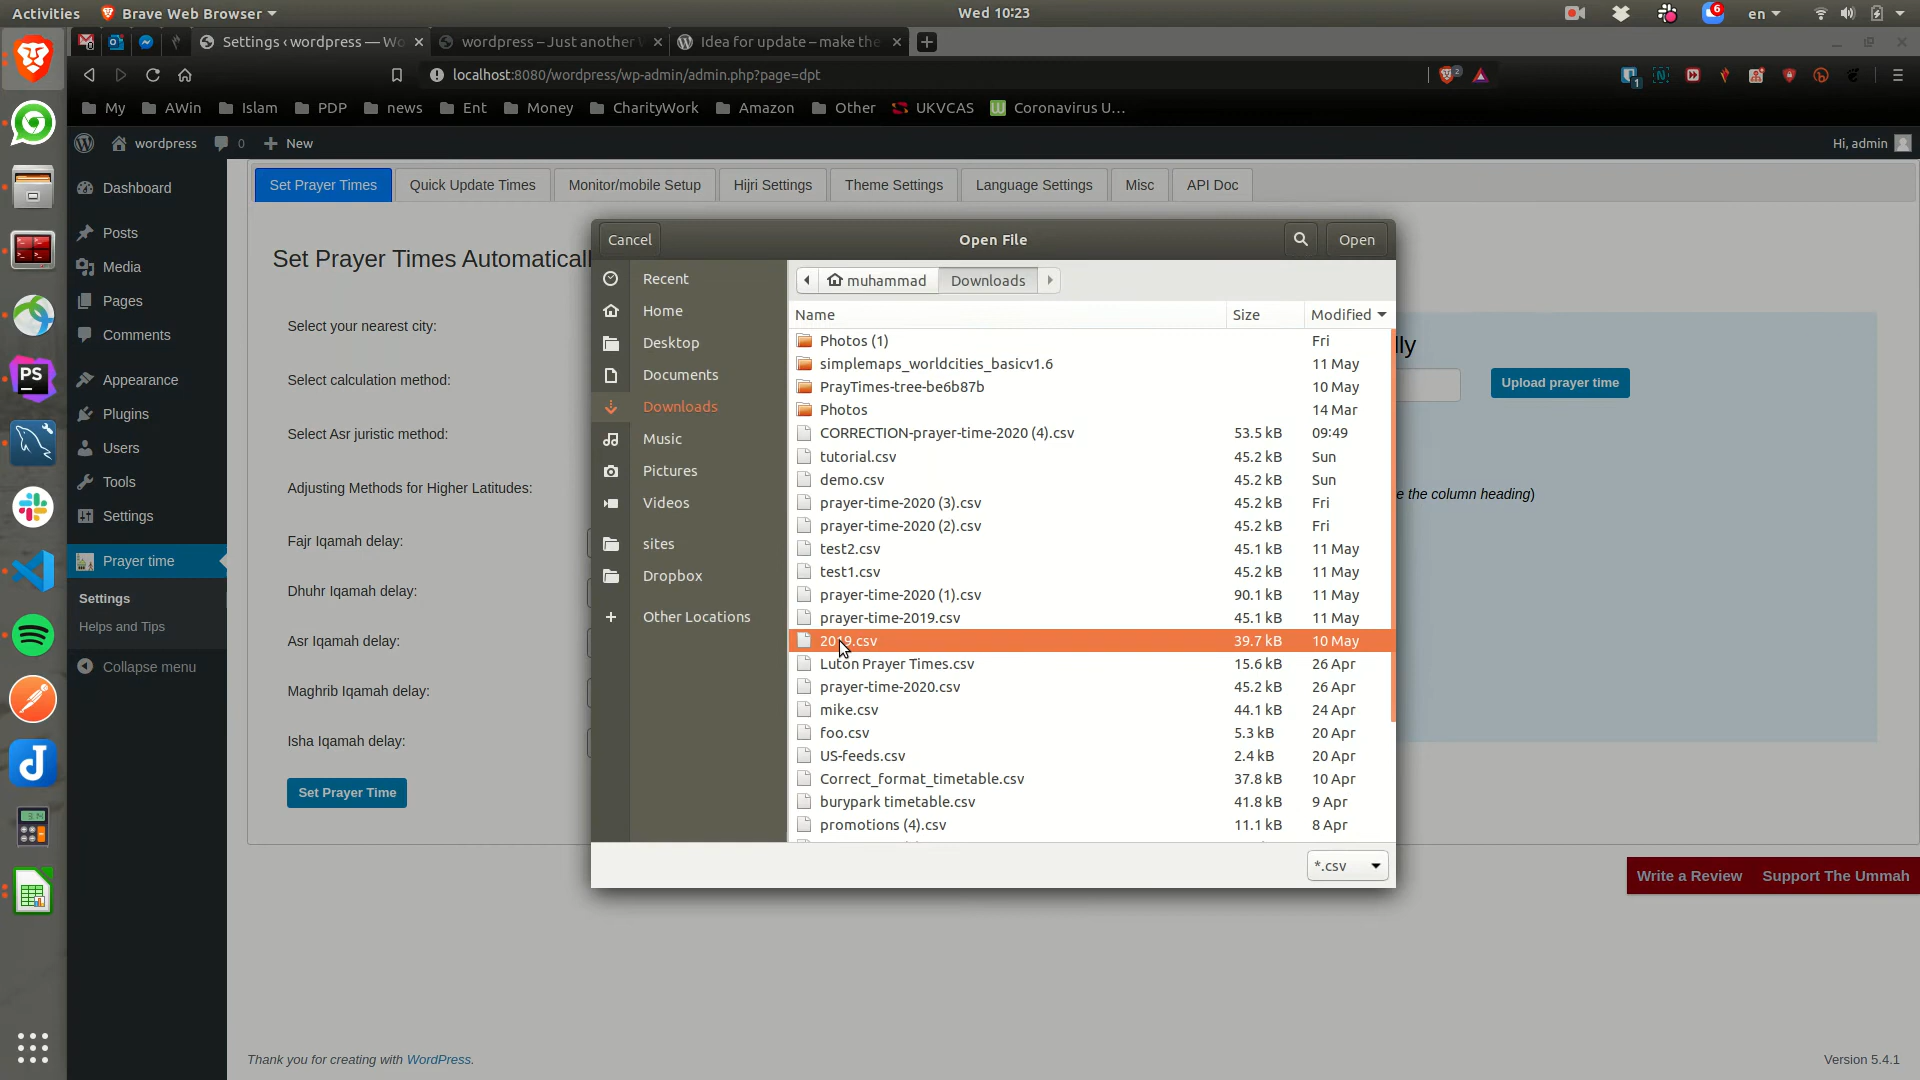 Activities
Brave Web Browser
Wed 10:23
6
en
Settings ‹ wordpress — Wo
wordpress – Just another
Idea for update – make the
localhost:8080/wordpress/wp-admin/admin.php?page=dpt
2
1
My
AWin
Islam
PDP
news
Ent
Money
CharityWork
Amazon
Other
UKVCAS
Coronavirus U...
wordpress
0
New
Hi, admin
Dashboard
Posts
Media
Pages
Comments
Appearance
Plugins
Users
Tools
Settings
Prayer time
Settings
Helps and Tips
Collapse menu
Set Prayer Times
Quick Update Times
Monitor/mobile Setup
Hijri Settings
Theme Settings
Language Settings
Misc
API Doc
Set Prayer Times Automaticall
Select your nearest city:
Select calculation method:
Select Asr juristic method:
Adjusting Methods for Higher Latitudes:
Fajr Iqamah delay:
Dhuhr Iqamah delay:
Asr Iqamah delay:
Maghrib Iqamah delay:
Isha Iqamah delay:
Set Prayer Time
lly
Upload prayer time
e the column heading)
Cancel
Open File
Open
Recent
Home
Desktop
Documents
Downloads
Music
Pictures
Videos
sites
Dropbox
Other Locations
muhammad
Downloads
Name Size Modified
Photos (1) Fri
simplemaps_worldcities_basicv1.6 11 May
PrayTimes-tree-be6b87b 10 May
Photos 14 Mar
CORRECTION-prayer-time-2020 (4).csv 53.5 kB 09:49
tutorial.csv 45.2 kB Sun
demo.csv 45.2 kB Sun
prayer-time-2020 (3).csv 45.2 kB Fri
prayer-time-2020 (2).csv 45.2 kB Fri
test2.csv 45.1 kB 11 May
test1.csv 45.2 kB 11 May
prayer-time-2020 (1).csv 90.1 kB 11 May
prayer-time-2019.csv 45.1 kB 11 May
2019.csv 39.7 kB 10 May
Luton Prayer Times.csv 15.6 kB 26 Apr
prayer-time-2020.csv 45.2 kB 26 Apr
mike.csv 44.1 kB 24 Apr
foo.csv 5.3 kB 20 Apr
US-feeds.csv 2.4 kB 20 Apr
Correct_format_timetable.csv 37.8 kB 10 Apr
burypark timetable.csv 41.8 kB 9 Apr
promotions (4).csv 11.1 kB 8 Apr
*.csv
Write a Review
Support The Ummah
Thank you for creating with WordPress.
Version 5.4.1
PS